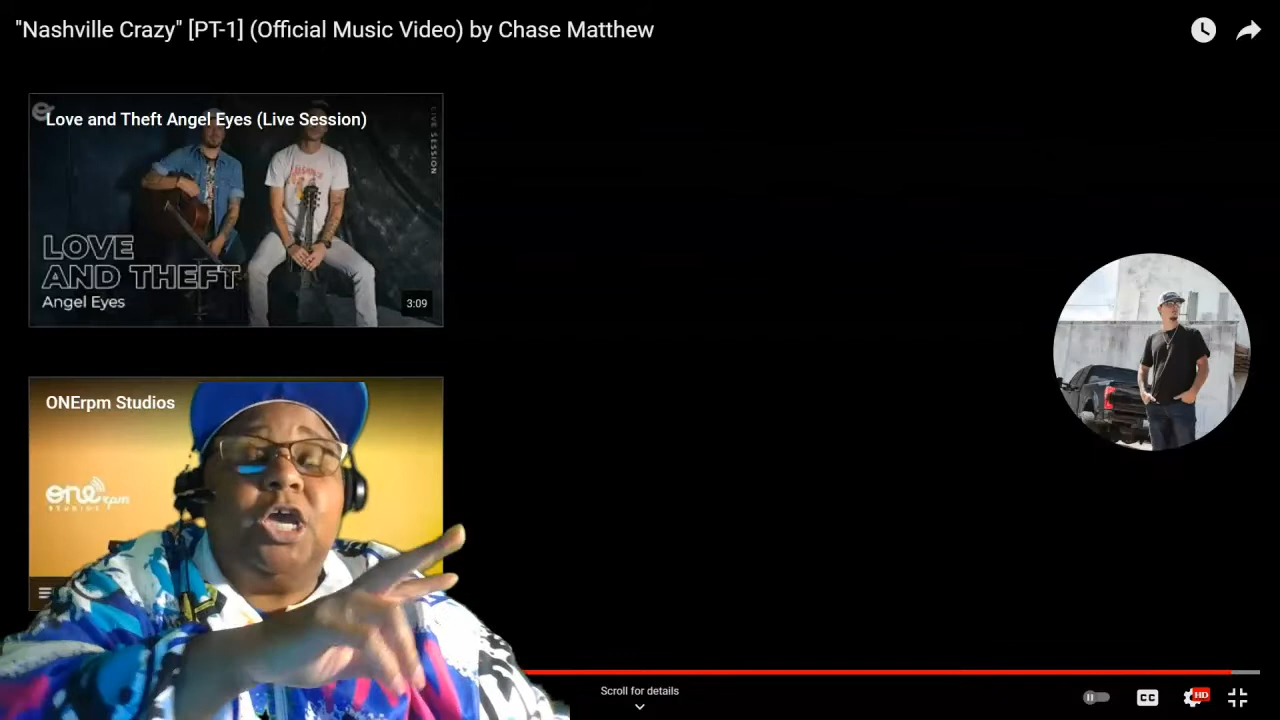 "Nashville Crazy" [PT-1] (Official Music Video) by Chase Matthew
Love and Theft Angel Eyes (Live Session)
LIVE SESSION
LOVE
AND THEFT
Angel Eyes
3:09
ONErpm Studios
one rpm
STUDIOS
Scroll for details
CC
HD